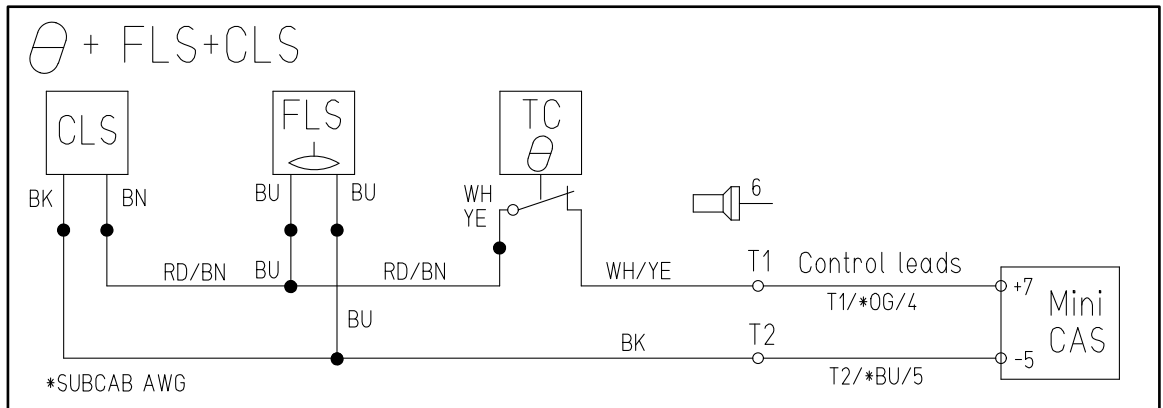 θ + FLS+CLS
CLS
FLS
TC
θ
BK
BN
BU
BU
WH
YE
6
RD/BN
BU
RD/BN
WH/YE
T1
Control leads
T1/*OG/4
+7
Mini
CAS
BU
BK
T2
-5
T2/*BU/5
*SUBCAB AWG